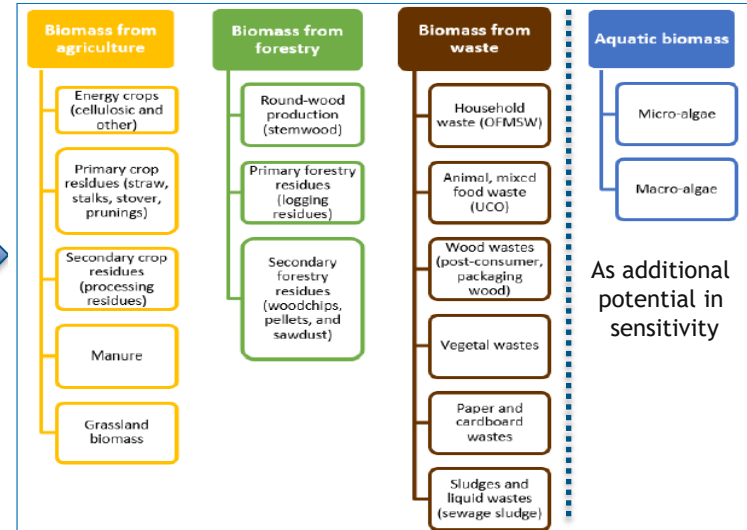 Biomass from
agriculture
Energy crops
(cellulosic and
other)
Primary crop
residues (straw,
stalks, stover,
prunings)
Secondary crop
residues
(processing
residues)
Manure
Grassland
biomass
Biomass from
forestry
Round-wood
production
(stemwood)
Primary forestry
residues
(logging
residues)
Secondary
forestry
residues
(woodchips,
pellets, and
sawdust)
Biomass from
waste
Household
waste (OFMSW)
Animal, mixed
food waste
(UCO)
Wood wastes
(post-consumer,
packaging
wood)
Vegetal wastes
Paper and
cardboard
wastes
Sludges and
liquid wastes
(sewage sludge)
Aquatic biomass
Micro-algae
Macro-algae
As additional
potential in
sensitivity